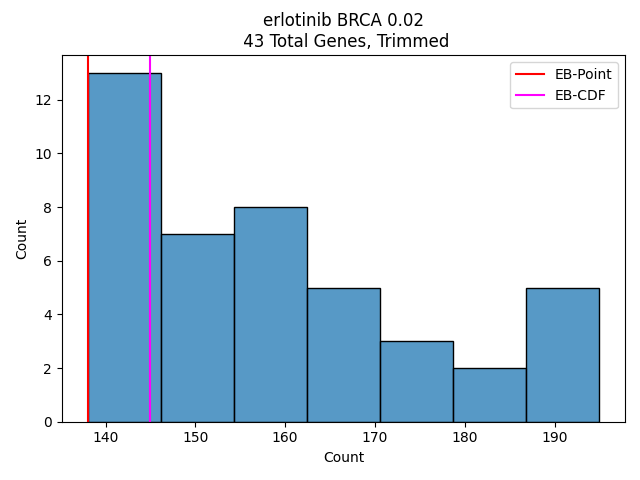 erlotinib BRCA 0.02
43 Total Genes, Trimmed
EB-Point
EB-CDF
Count
12
10
8
6
4
2
0
140 150 160 170 180 190
Count